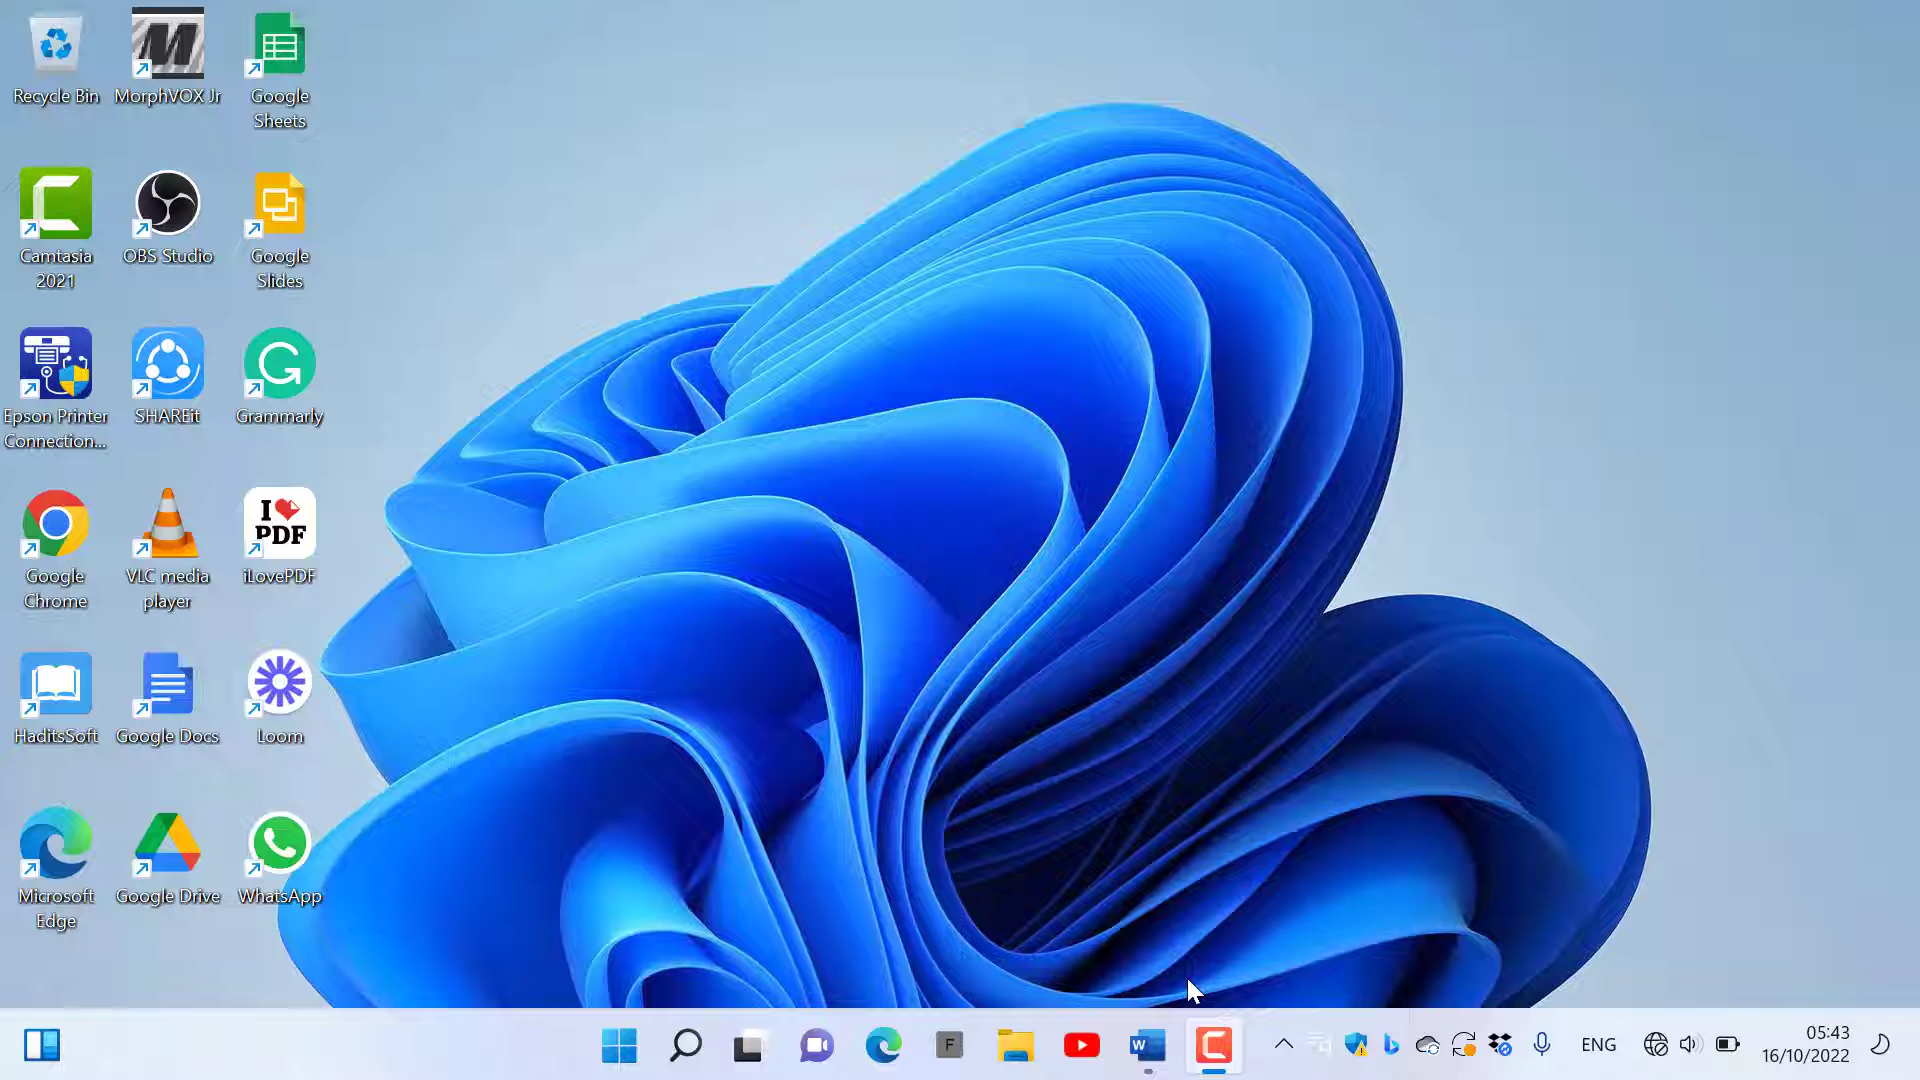 Recycle Bin
MorphVOX Jr
Google
Sheets
Camtasia
2021
OBS Studio
Google
Slides
Epson Printer
Connection...
SHAREit
Grammarly
I
PDF
Google
Chrome
VLC media
player
iLovePDF
HaditsSoft
Google Docs
Loom
Microsoft
Edge
Google Drive
WhatsApp
F
W
ENG
05:43
16/10/2022